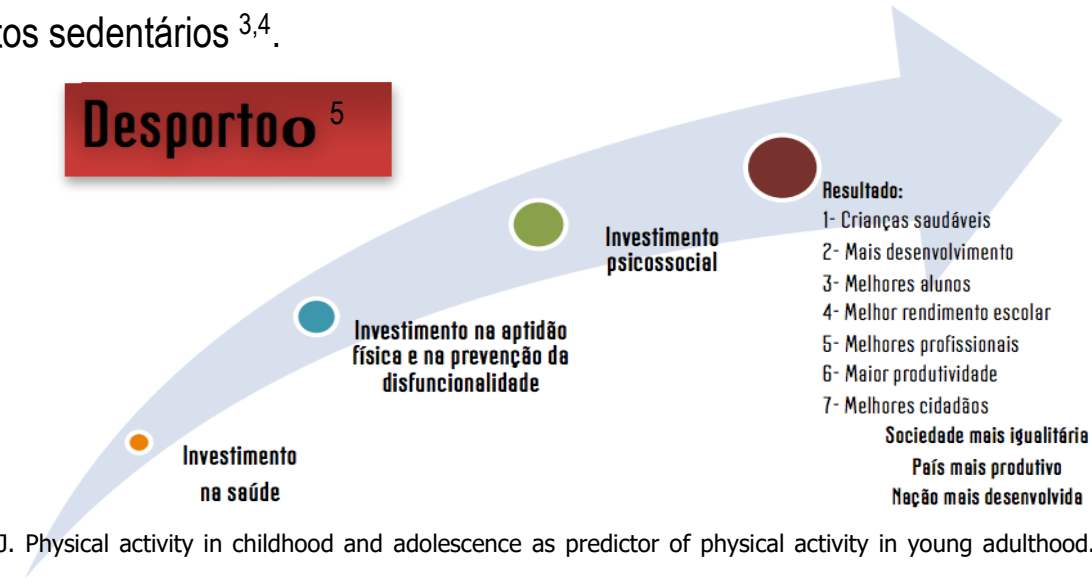 tos sedentários 3,4.
Desportoo 5
Investimento
na saúde
Investimento na aptidão
física e na prevenção da
disfuncionalidade
Investimento
psicossocial
Resultado:
1- Crianças saudáveis
2- Mais desenvolvimento
3- Melhores alunos
4- Melhor rendimento escolar
5- Melhores profissionais
6- Maior produtividade
7- Melhores cidadãos
Sociedade mais igualitária
País mais produtivo
Nação mais desenvolvida
J. Physical activity in childhood and adolescence as predictor of physical activity in young adulthood.